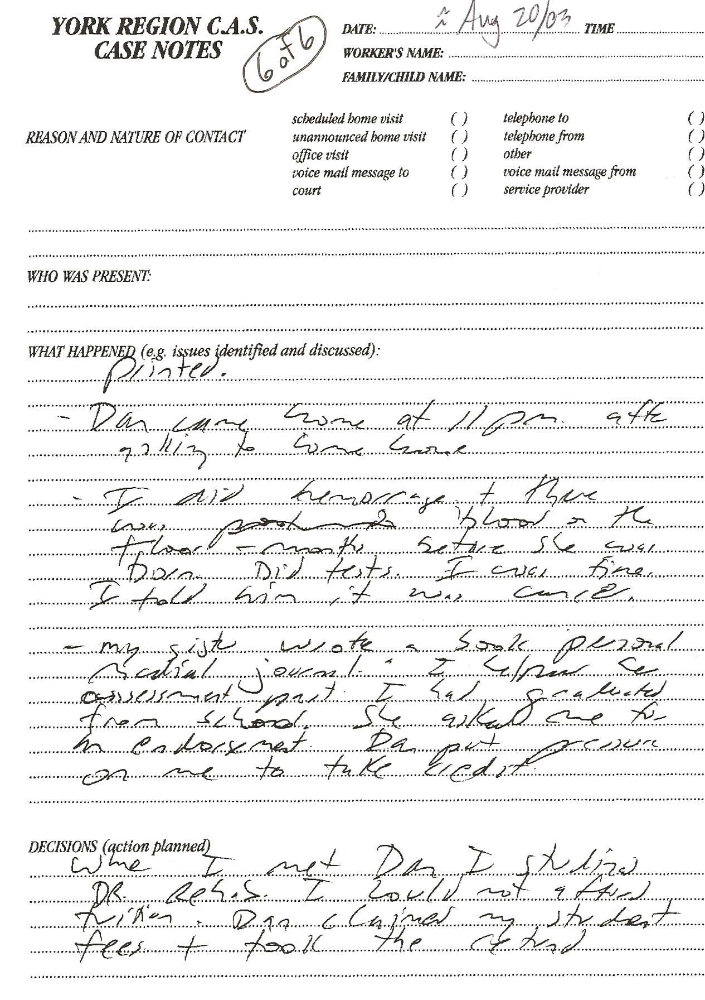 YORK REGION C.A.S.
CASE NOTES
6 of 6
DATE: ~ Aug 20/03 TIME
WORKER'S NAME:
FAMILY/CHILD NAME:
REASON AND NATURE OF CONTACT
scheduled home visit ( ) telephone to ( )
unannounced home visit ( ) telephone from ( )
office visit ( ) other ( )
voice mail message to ( ) voice mail message from ( )
court ( ) service provider ( )
WHO WAS PRESENT:
WHAT HAPPENED (e.g. issues identified and discussed):
printed.
- Dan came home at 11 pm. after
to come home
- I did hemorrage + there
was blood on the
floor - months before she was
born. Did tests. I was fine.
I told him it was cancer.
- my sister wrote a book personal
medical journal. I helped her
assessment part. I had graduated
from school. She asked me for
an endorsement. Dan put pressure
on me to take credit.
DECISIONS (action planned)
When I met Dan I studied
DR. Rehab. I could not afford
tuition. Dan claimed my student
fees + took the refund